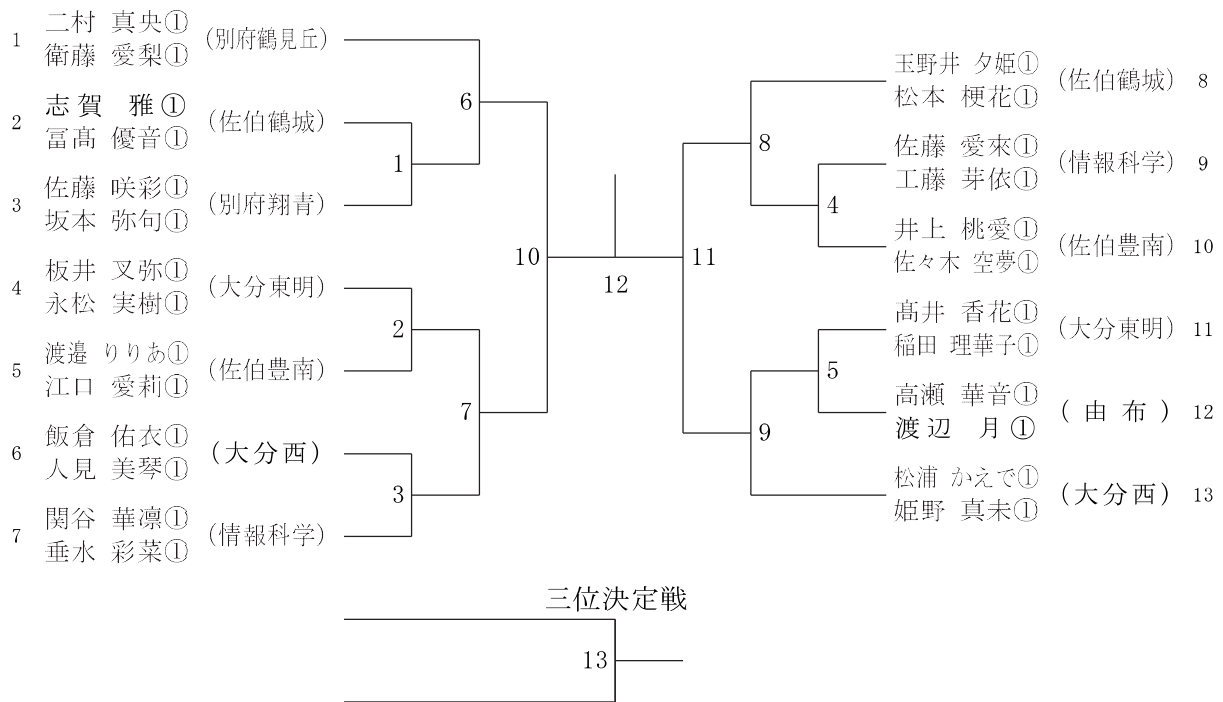 1 二村 真央① (別府鶴見丘)
衛藤 愛梨①
2 志賀 雅① (佐伯鶴城)
冨髙 優音①
3 佐藤 咲彩① (別府翔青)
坂本 弥句①
4 板井 叉弥① (大分東明)
永松 実樹①
5 渡邉 りりあ① (佐伯豊南)
江口 愛莉①
6 飯倉 佑衣① (大分西)
人見 美琴①
7 関谷 華凛① (情報科学)
垂水 彩菜①
6
1
10
2
7
3
12
11
8
4
5
9
玉野井 夕姫① (佐伯鶴城) 8
松本 梗花①
佐藤 愛來① (情報科学) 9
工藤 芽依①
井上 桃愛① (佐伯豊南) 10
佐々木 空夢①
髙井 香花① (大分東明) 11
稲田 理華子①
高瀬 華音① (由布) 12
渡辺 月①
松浦 かえで① (大分西) 13
姫野 真未①
三位決定戦
13